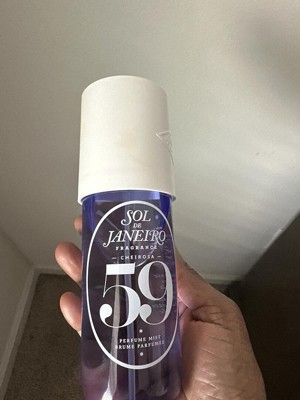 SOL
DE
JANEIRO
FRAGRANCE
— CHEIROSA —
59
PERFUME MIST
BRUME PARFUMÉE